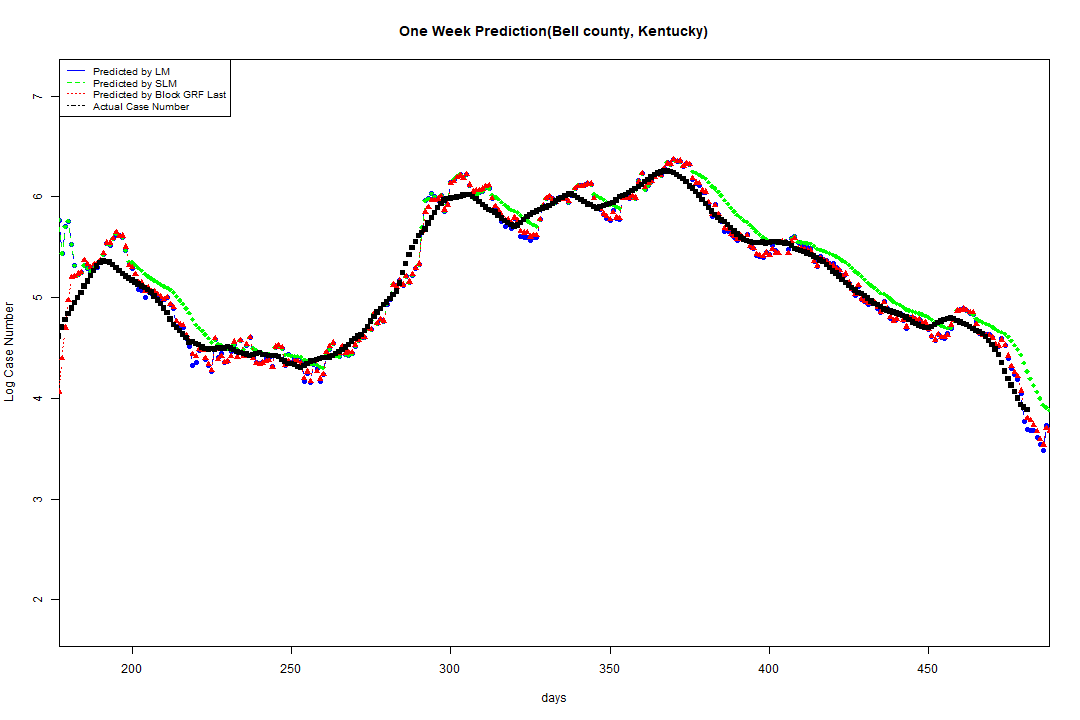 One Week Prediction(Bell county, Kentucky)
Predicted by LM
Predicted by SLM
Predicted by Block GRF Last
Actual Case Number
7
6
5
4
3
2
Log Case Number
200 250 300 350 400 450
days